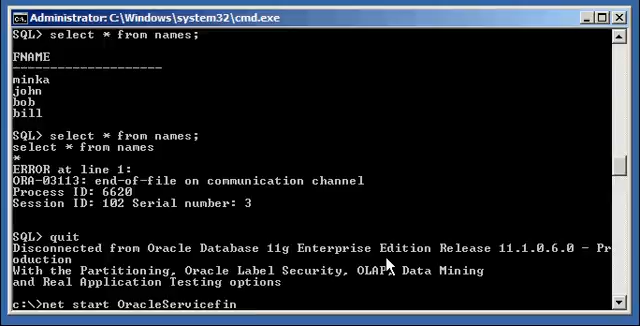 Administrator: C:\Windows\system32\cmd.exe
SQL> select * from names;
FNAME
--------------------
minka
john
bob
bill
SQL> select * from names;
select * from names
*
ERROR at line 1:
ORA-03113: end-of-file on communication channel
Process ID: 6620
Session ID: 102 Serial number: 3
SQL> quit
Disconnected from Oracle Database 11g Enterprise Edition Release 11.1.0.6.0 - Pr
oduction
With the Partitioning, Oracle Label Security, OLAP, Data Mining
and Real Application Testing options
c:\>net start OracleServicefin